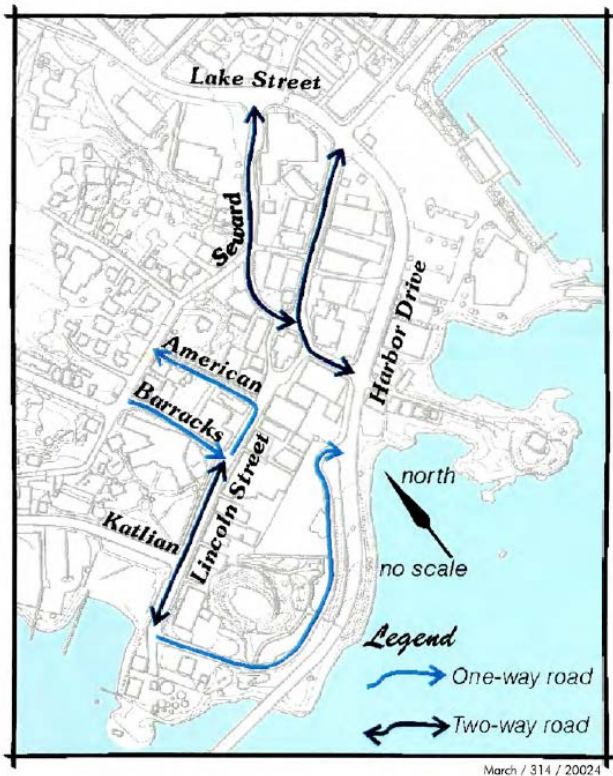 Lake Street
Seward
Harbor Drive
American
Barracks
Lincoln Street
Katlian
north
no scale
Legend
One-way road
Two-way road
March / 314 / 20024